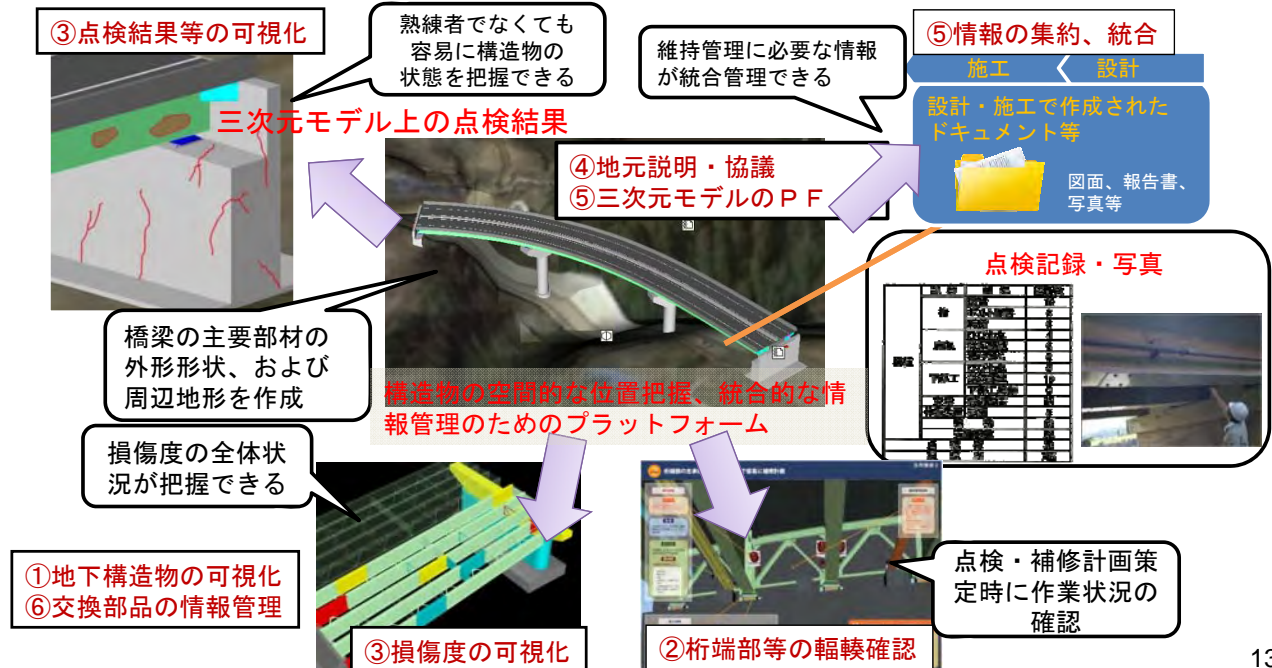 ③点検結果等の可視化
熟練者でなくても
容易に構造物の
状態を把握できる
維持管理に必要な情報
が統合管理できる
⑤情報の集約、統合
施工
設計
設計・施工で作成された
ドキュメント等
図面、報告書、
写真等
三次元モデル上の点検結果
④地元説明・協議
⑤三次元モデルのＰＦ
点検記録・写真
橋梁の主要部材の
外形形状、および
周辺地形を作成
構造物の空間的な位置把握、統合的な情
報管理のためのプラットフォーム
損傷度の全体状
況が把握できる
①地下構造物の可視化
⑥交換部品の情報管理
③損傷度の可視化
②桁端部等の輻輳確認
点検・補修計画策
定時に作業状況の
確認